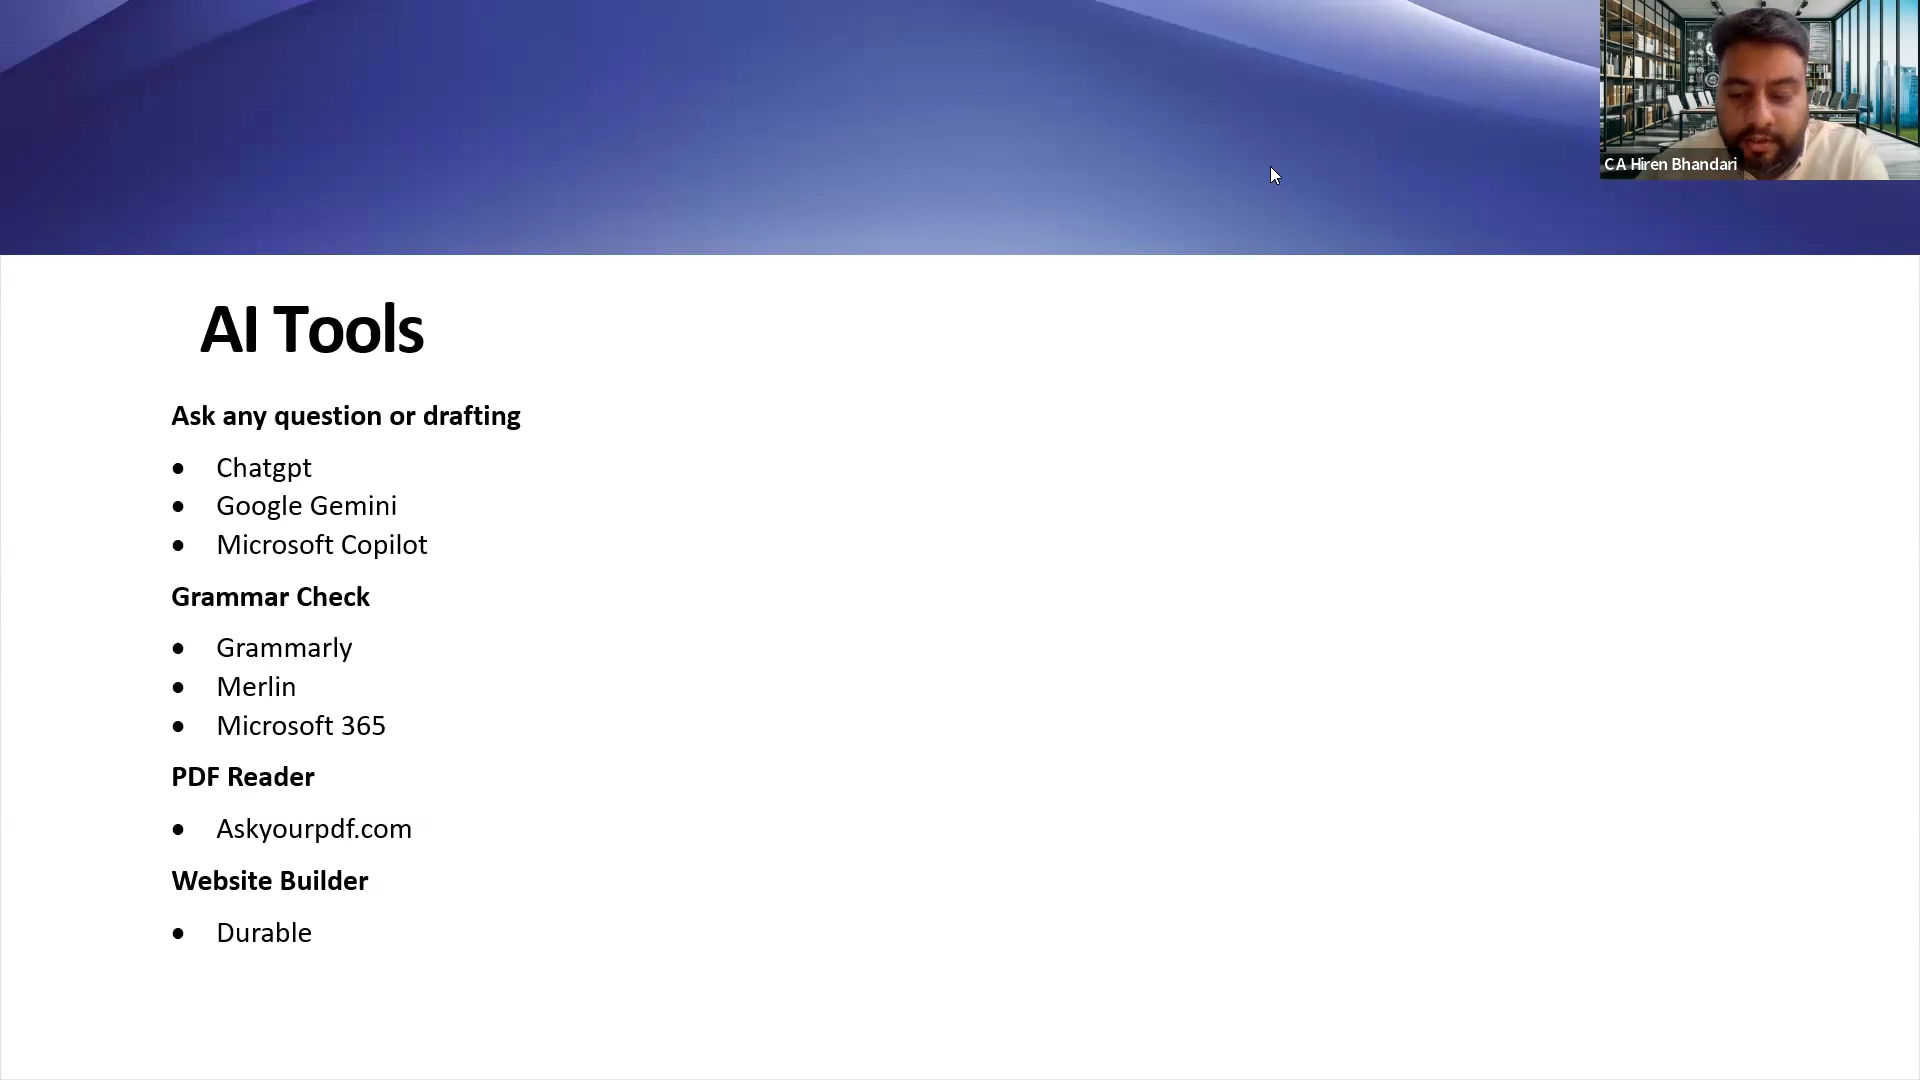 CA Hiren Bhandari
AI Tools
Ask any question or drafting
• Chatgpt
• Google Gemini
• Microsoft Copilot
Grammar Check
• Grammarly
• Merlin
• Microsoft 365
PDF Reader
• Askyourpdf.com
Website Builder
• Durable